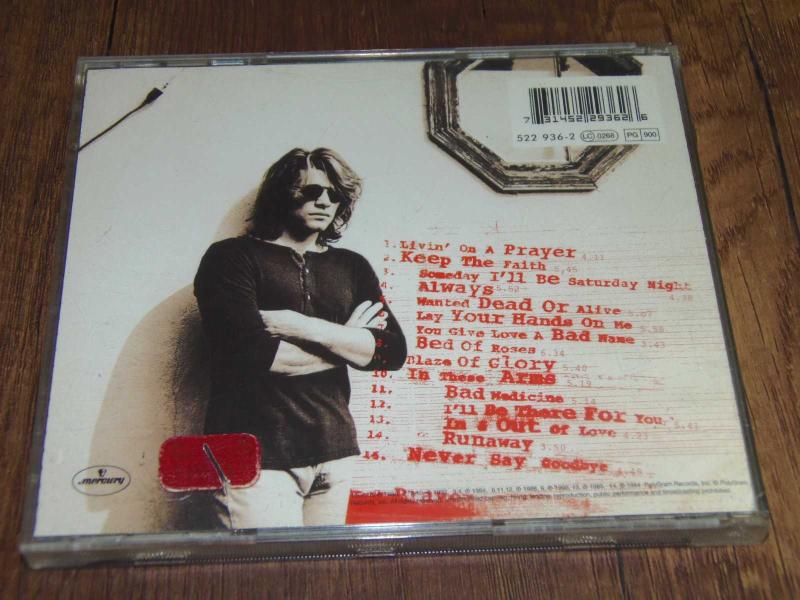 7 31452 29362 6
522 936-2 LC 0268 PG 900
1. Livin' On A Prayer 4.11
2. Keep The Faith 5,45
3. Someday I'll Be Saturday Night 4.38
4. Always 5.52
Wanted Dead Or Alive 5.07
Lay Your Hands On Me 5.58
7. You Give Love A Bad Name 3.43
8. Bed Of Roses 6.34
Blaze Of Glory 5.40
10. In These Arms 5.19
11. Bad Medicine 5.14
12. I'll Be There For You 5.41
13. In & Out Of Love 4.23
14. Runaway 3.50
15. Never Say Goodbye 4.49
mercury